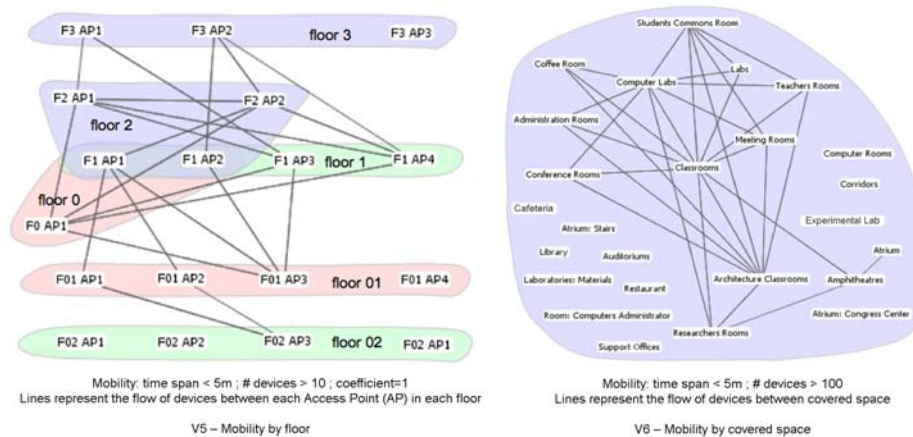 F3 AP1
F3 AP2
floor 3
F3 AP3
F2 AP1
F2 AP2
floor 2
F1 AP1
F1 AP2
F1 AP3
floor 1
F1 AP4
floor 0
F0 AP1
F01 AP1
F01 AP2
F01 AP3
floor 01
F01 AP4
F02 AP1
F02 AP2
F02 AP3
floor 02
F02 AP1
Mobility: time span < 5m ; # devices > 10 ; coefficient=1
Lines represent the flow of devices between each Access Point (AP) in each floor
V5 – Mobility by floor
Students Commons Room
Coffee Room
Labs
Computer Labs
Teachers Rooms
Administration Rooms
Meeting Rooms
Computer Rooms
Classrooms
Conference Rooms
Corridors
Cafeteria
Experimental Lab
Atrium: Stairs
Library
Auditoriums
Atrium
Laboratories: Materials
Architecture Classrooms
Amphitheatres
Restaurant
Room: Computers Administrator
Atrium: Congress Center
Researchers Rooms
Support Offices
Mobility: time span < 5m ; # devices > 100
Lines represent the flow of devices between covered space
V6 – Mobility by covered space